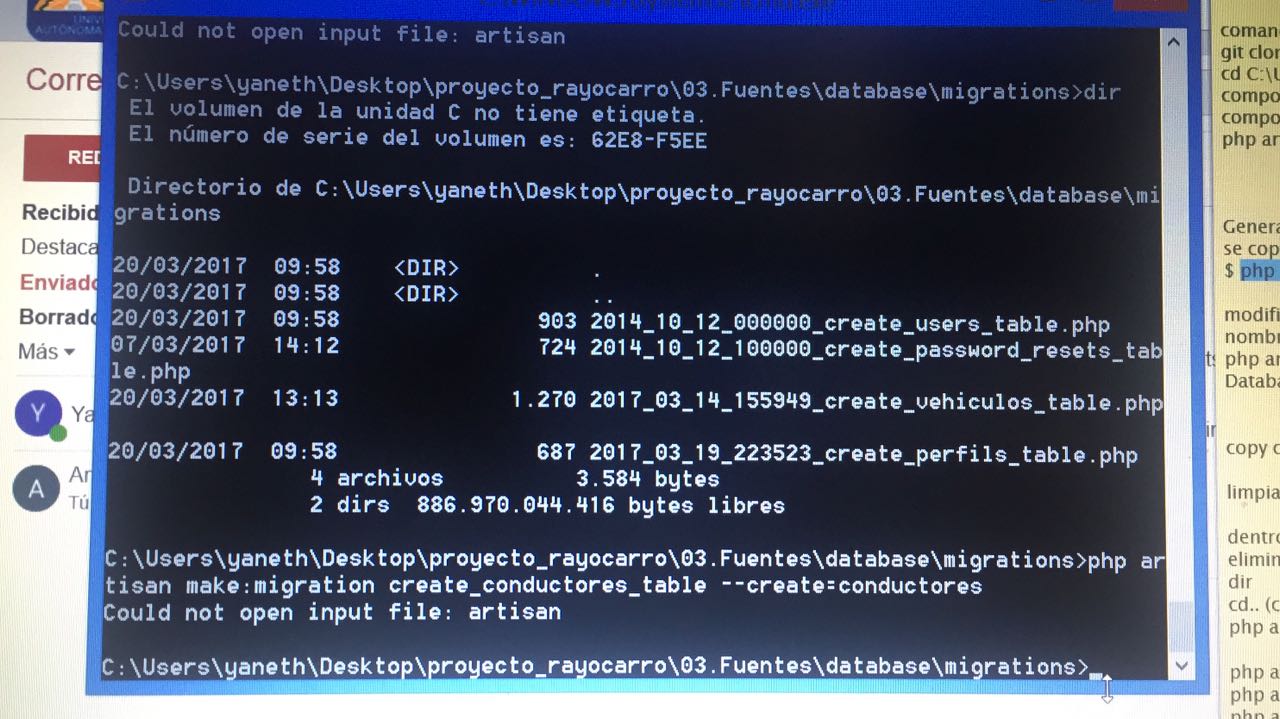 UNIV
AUTÓNOMA
Corre
RED
Recibid
Destaca
Enviado
Borrado
Más
Y Ya
A Ar
Tú
Could not open input file: artisan
C:\Users\yaneth\Desktop\proyecto_rayocarro\03.Fuentes\database\migrations>dir
El volumen de la unidad C no tiene etiqueta.
El número de serie del volumen es: 62E8-F5EE
Directorio de C:\Users\yaneth\Desktop\proyecto_rayocarro\03.Fuentes\database\mi
grations
20/03/2017 09:58 <DIR> .
20/03/2017 09:58 <DIR> ..
20/03/2017 09:58 903 2014_10_12_000000_create_users_table.php
07/03/2017 14:12 724 2014_10_12_100000_create_password_resets_tab
le.php
20/03/2017 13:13 1.270 2017_03_14_155949_create_vehiculos_table.php
20/03/2017 09:58 687 2017_03_19_223523_create_perfils_table.php
4 archivos 3.584 bytes
2 dirs 886.970.044.416 bytes libres
C:\Users\yaneth\Desktop\proyecto_rayocarro\03.Fuentes\database\migrations>php ar
tisan make:migration create_conductores_table --create=conductores
Could not open input file: artisan
C:\Users\yaneth\Desktop\proyecto_rayocarro\03.Fuentes\database\migrations>_
coman
git clor
cd C:\U
compo
compo
php ar
Genera
se cop
$ php
modifi
nombr
php ar
Databa
copy c
limpia
dentro
elimin
dir
cd.. (c
php a
php a
php a
php a